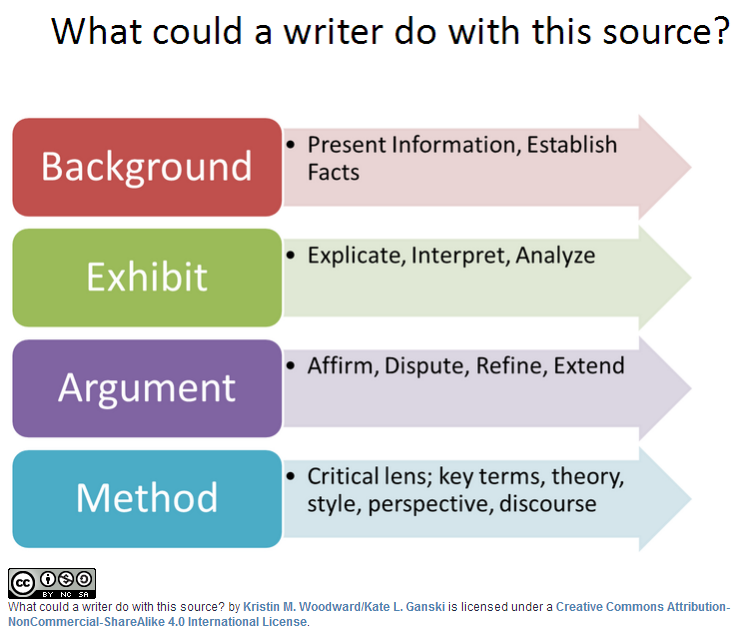 What could a writer do with this source?
Background
• Present Information, Establish
Facts
Exhibit
• Explicate, Interpret, Analyze
Argument
• Affirm, Dispute, Refine, Extend
Method
• Critical lens; key terms, theory,
style, perspective, discourse
cc
BY NC SA
What could a writer do with this source? by Kristin M. Woodward/Kate L. Ganski is licensed under a Creative Commons Attribution-
NonCommercial-ShareAlike 4.0 International License.